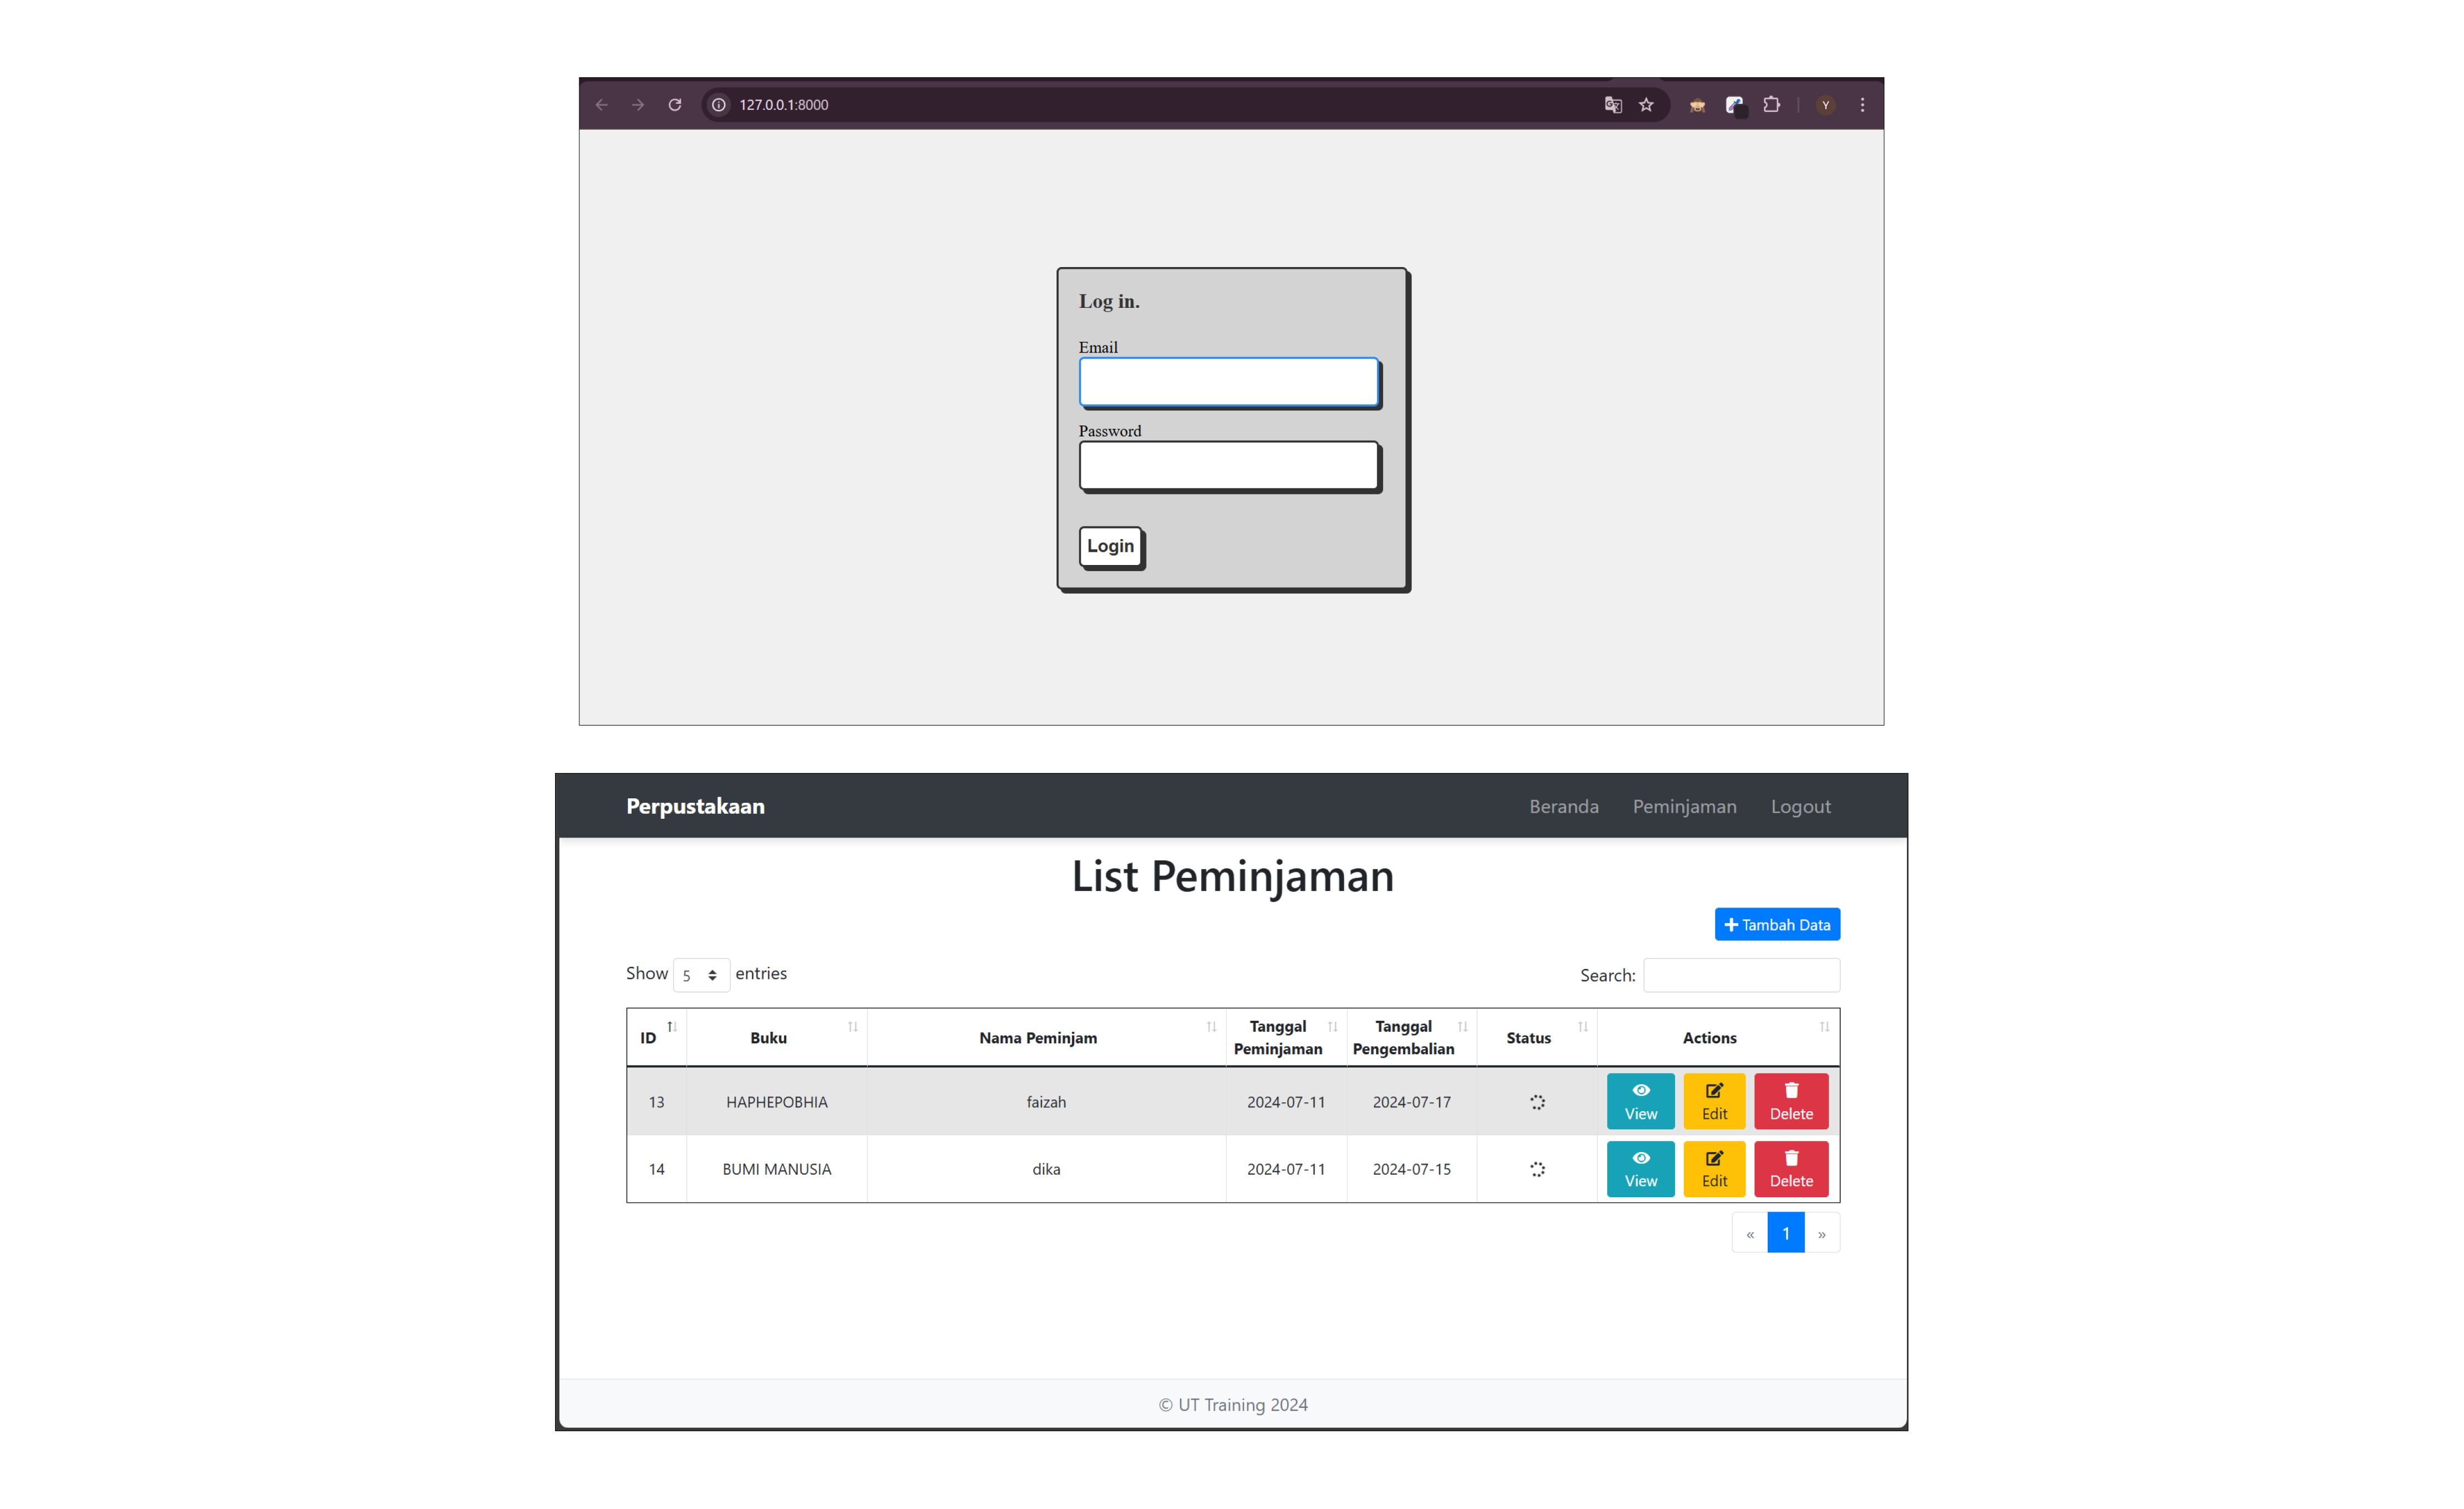 127.0.0.1:8000
Y
Log in.
Email
Password
Login
Perpustakaan Beranda Peminjaman Logout
List Peminjaman
Tambah Data
Show 5 entries Search:
ID Buku Nama Peminjam Tanggal Peminjaman Tanggal Pengembalian Status Actions
13 HAPHEPOBHIA faizah 2024-07-11 2024-07-17 View Edit Delete
14 BUMI MANUSIA dika 2024-07-11 2024-07-15 View Edit Delete
« 1 »
© UT Training 2024